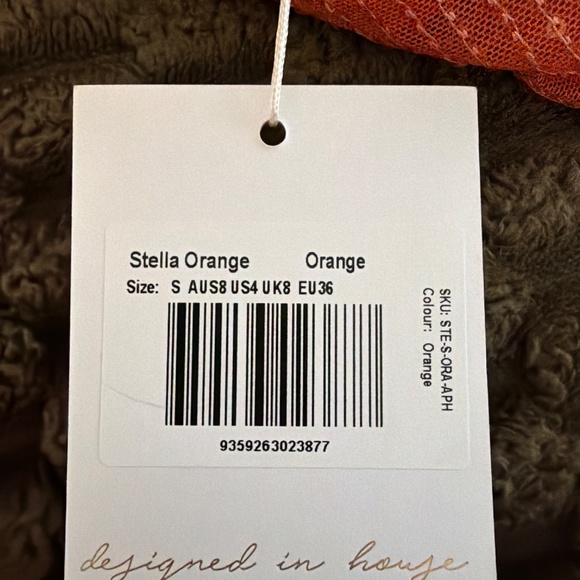 Stella Orange Orange
Size: S AUS8 US4 UK8 EU36
SKU: STE-S-ORA-APH
Colour: Orange
9359263023877
designed in house